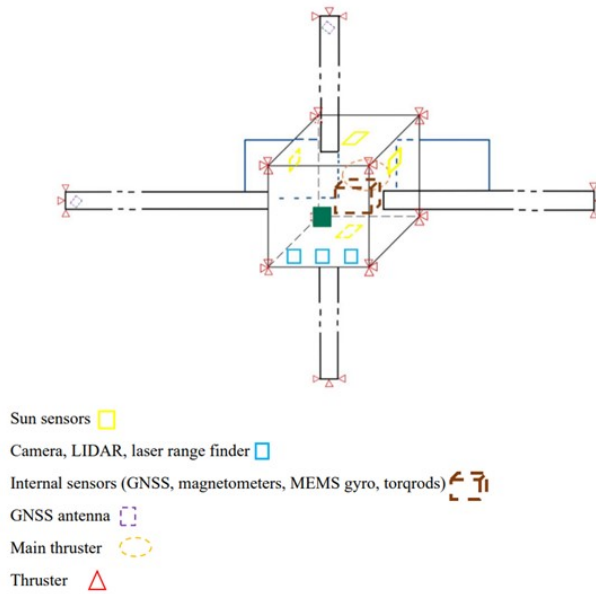 Sun sensors
Camera, LIDAR, laser range finder
Internal sensors (GNSS, magnetometers, MEMS gyro, torqrods)
GNSS antenna
Main thruster
Thruster